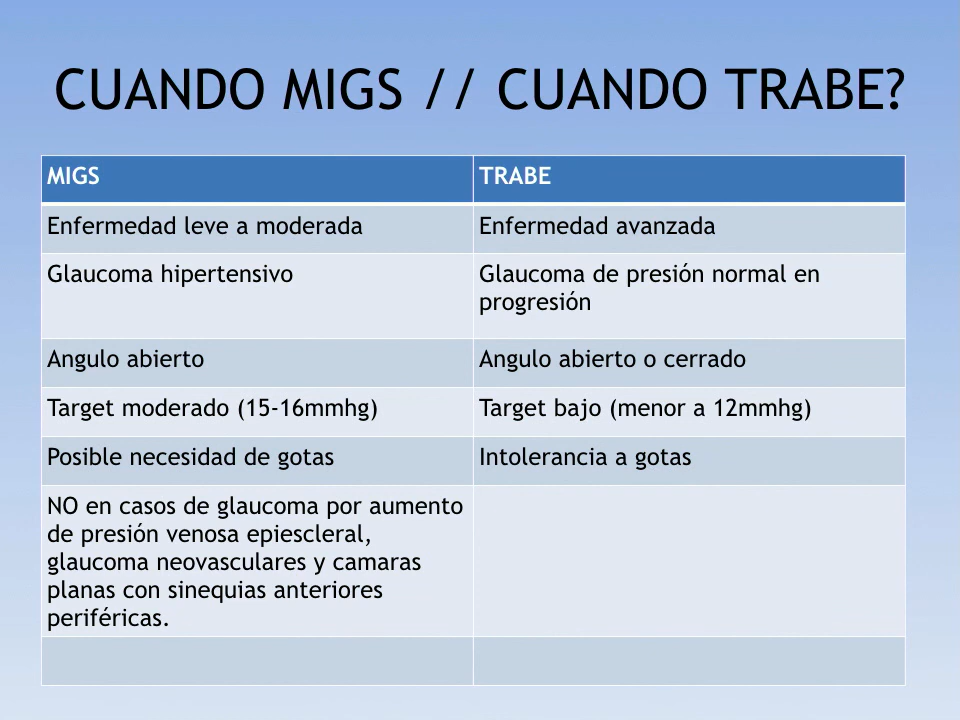 CUANDO MIGS // CUANDO TRABE?
MIGS
TRABE
Enfermedad leve a moderada
Enfermedad avanzada
Glaucoma hipertensivo
Glaucoma de presión normal en
progresión
Angulo abierto
Angulo abierto o cerrado
Target moderado (15-16mmhg)
Target bajo (menor a 12mmhg)
Posible necesidad de gotas
Intolerancia a gotas
NO en casos de glaucoma por aumento
de presión venosa epiescleral,
glaucoma neovasculares y camaras
planas con sinequias anteriores
periféricas.